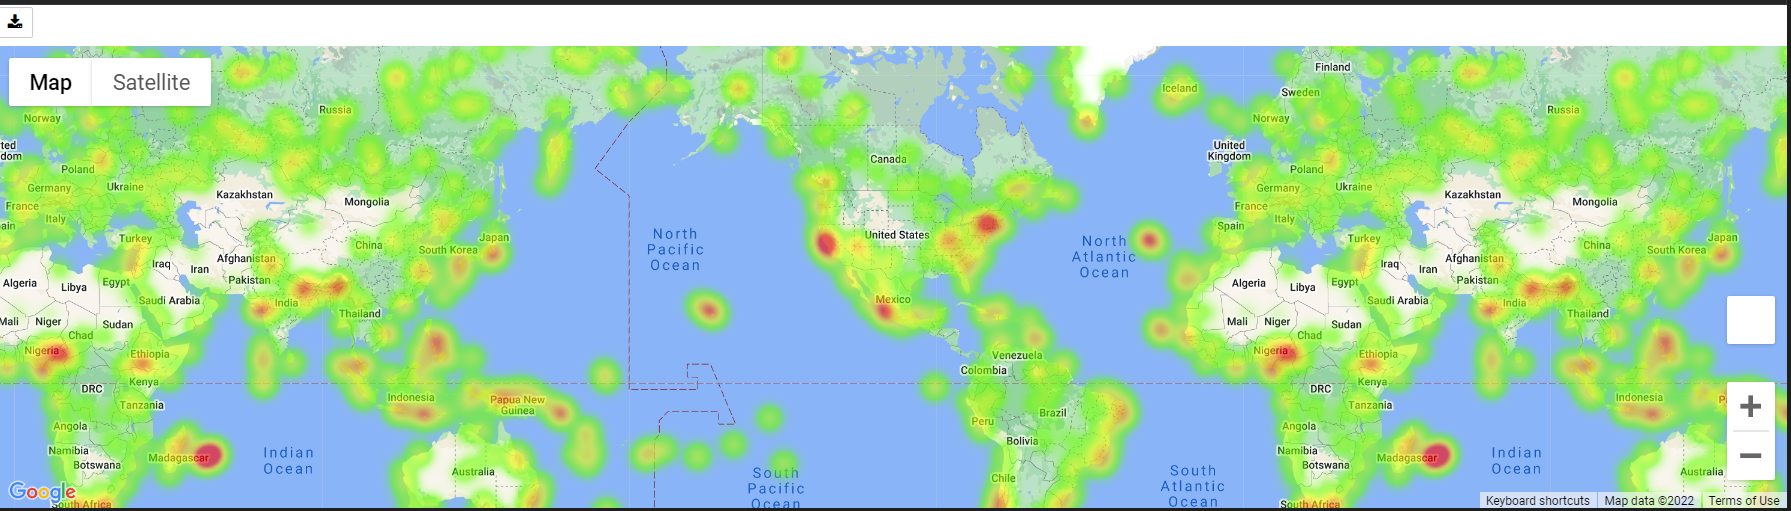 Map
Satellite
Finland
Sweden
Iceland
Norway
Russia
Norway
Russia
ted
dom
United
Kingdom
Canada
Poland
Germany
Ukraine
Kazakhstan
Mongolia
Poland
Germany
Ukraine
Kazakhstan
Mongolia
France
Italy
France
Italy
ain
Spain
Turkey
China
South Korea
Japan
North
Pacific
Ocean
United States
North
Atlantic
Ocean
Turkey
China
South Korea
Japan
Iraq
Iran
Afghanistan
Pakistan
Iraq
Iran
Afghanistan
Pakistan
Algeria
Libya
Egypt
Algeria
Libya
Egypt
Saudi Arabia
India
Thailand
Mexico
Saudi Arabia
India
Thailand
Mali
Niger
Sudan
Chad
Mali
Niger
Sudan
Chad
Nigeria
Ethiopia
Venezuela
Colombia
Nigeria
Ethiopia
DRC
Kenya
DRC
Kenya
Tanzania
Indonesia
Papua New
Guinea
Brazil
Peru
Tanzania
Indonesia
P
Angola
Angola
Namibia
Botswana
Madagascar
Indian
Ocean
Bolivia
Namibia
Botswana
Madagascar
Indian
Ocean
Australia
South
Pacific
Ocean
Chile
South
Atlantic
Ocean
Australia
Google
South Africa
South Africa
Keyboard shortcuts
Map data ©2022
Terms of Use